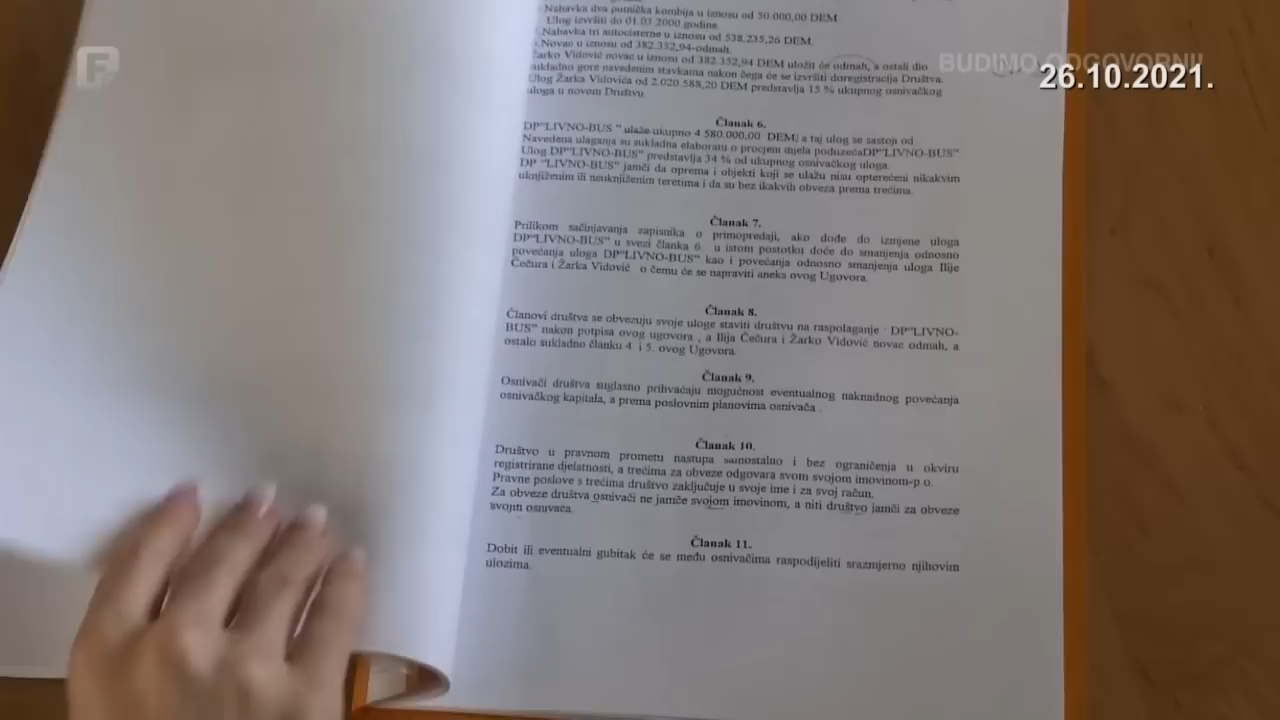 Nabavka dva putnička kombija u iznosu od 50.000,00 DEM
Ulog izvršiti do 01.03 2000 godine.
Nabavka tri autocisterne u iznosu od 538.235,26 DEM.
Novac u iznosu od 382.352,94-odmah.
Žarko Vidović novac u iznosu od 382.352,94 DEM uložit će odmah, a ostali dio
sukladno gore navedenim stavkama nakon čega će se izvršiti doregistracija Društva.
Ulog Žarka Vidovića od 2.020 588,20 DEM predstavlja 15 % ukupnog osnivačkog
uloga u novom Društvu.
F
BUDIMO ODGOVORNI!
26.10.2021.
Članak 6.
DP"LIVNO-BUS " ulaže ukupno 4 580.000,00 DEM, a taj ulog se sastoji od
Navedena ulaganja su sukladna elaboratu o procjem dijela poduzećaDP"LIVNO-BUS"
Ulog DP"LIVNO-BUS" predstavlja 34 % od ukupnog osnivačkog uloga.
DP "LIVNO-BUS" jamči da oprema i objekti koji se ulažu nisu opterećeni nikakvim
uknjiženim ili neuknjiženim teretima i da su bez ikakvih obveza prema trećima.
Članak 7.
Prilikom sačinjavanja zapisnika o primopredaji, ako dođe do izmjene uloga
DP"LIVNO-BUS" u svezi članka 6. u istom postotku doće do smanjenja odnosno
povećanja uloga DP"LIVNO-BUS" kao i povećanja odnosno smanjenja uloga Ilije
Čečura i Žarka Vidović o čemu će se napraviti aneks ovog Ugovora.
Članak 8.
Članovi društva se obvezuju svoje uloge staviti društvu na raspolaganje DP"LIVNO-
BUS" nakon potpisa ovog ugovora , a Ilija Čečura i Žarko Vidović novac odmah, a
ostalo sukladno članku 4 i 5. ovog Ugovora.
Članak 9.
Osnivači društva suglasno prihvaćaju mogućnost eventualnog naknadnog povećanja
osnivačkog kapitala, a prema poslovnim planovima osnivača .
Članak 10.
Društvo u pravnom prometu nastupa samostalno i bez ograničenja u okviru
registrirane djelatnosti, a trećima za obveze odgovara svom svojom imovinom-p o.
Pravne poslove s trećima društvo zaključuje u svoje ime i za svoj račun.
Za obveze društva osnivači ne jamče svojom imovinom, a niti društvo jamči za obveze
svojih osnivača.
Članak 11.
Dobit ili eventualni gubitak će se među osnivačima raspodijeliti srazmjerno njihovim
ulozima.